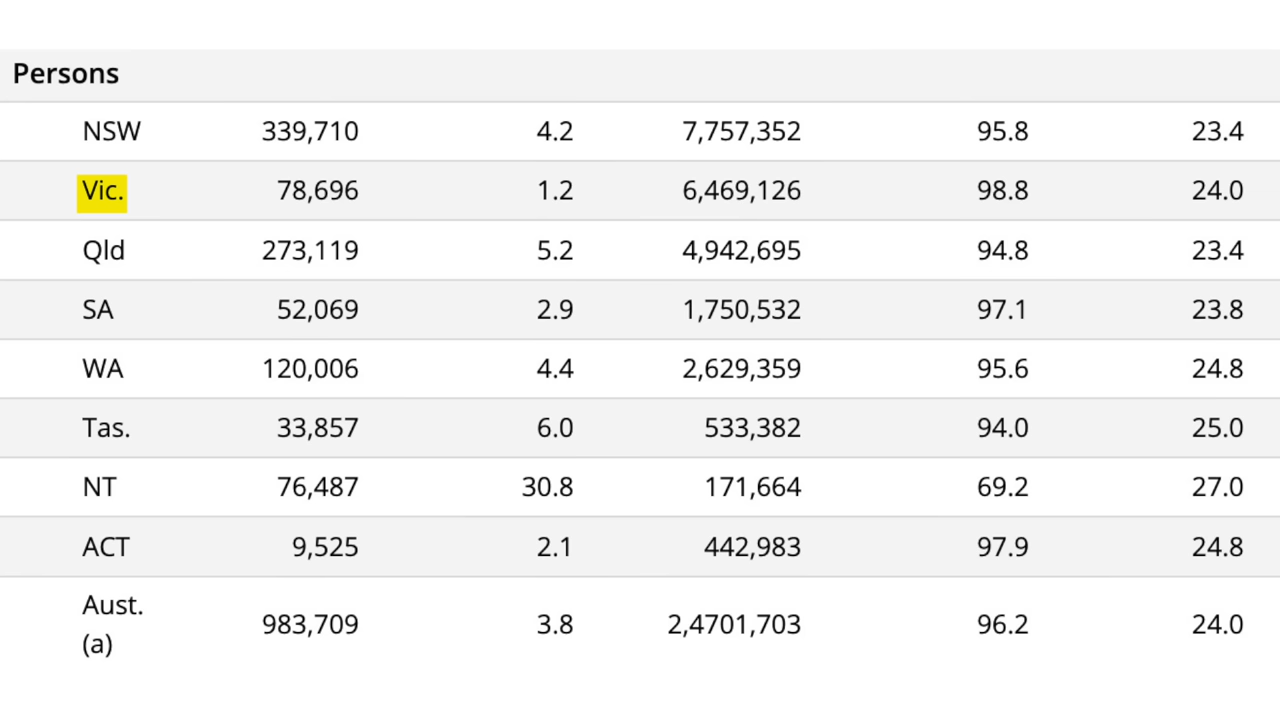 Persons
NSW 339,710 4.2 7,757,352 95.8 23.4
Vic. 78,696 1.2 6,469,126 98.8 24.0
Qld 273,119 5.2 4,942,695 94.8 23.4
SA 52,069 2.9 1,750,532 97.1 23.8
WA 120,006 4.4 2,629,359 95.6 24.8
Tas. 33,857 6.0 533,382 94.0 25.0
NT 76,487 30.8 171,664 69.2 27.0
ACT 9,525 2.1 442,983 97.9 24.8
Aust.
(a) 983,709 3.8 2,4701,703 96.2 24.0